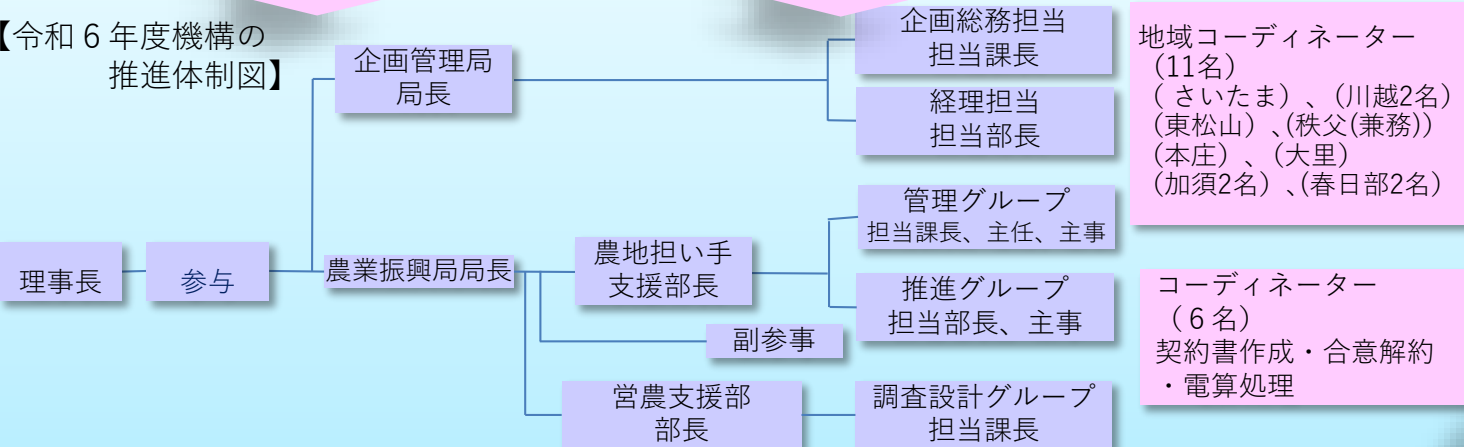 【令和６年度機構の
推進体制図】
企画管理局
局長
企画総務担当
担当課長
経理担当
担当部長
地域コーディネーター
(11名)
( さいたま）、(川越2名)
(東松山）、(秩父(兼務))
(本庄）、(大里)
(加須2名）、(春日部2名)
理事長
参与
農業振興局局長
農地担い手
支援部長
管理グループ
担当課長、主任、主事
推進グループ
担当部長、主事
副参事
営農支援部
部長
調査設計グループ
担当課長
コーディネーター
（６名）
契約書作成・合意解約
・電算処理